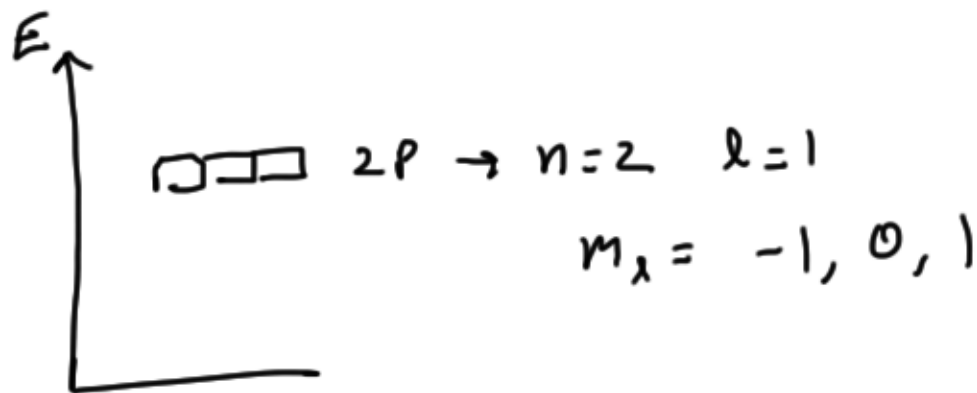 E
2P → n=2 l=1
m_l = -1, 0, 1